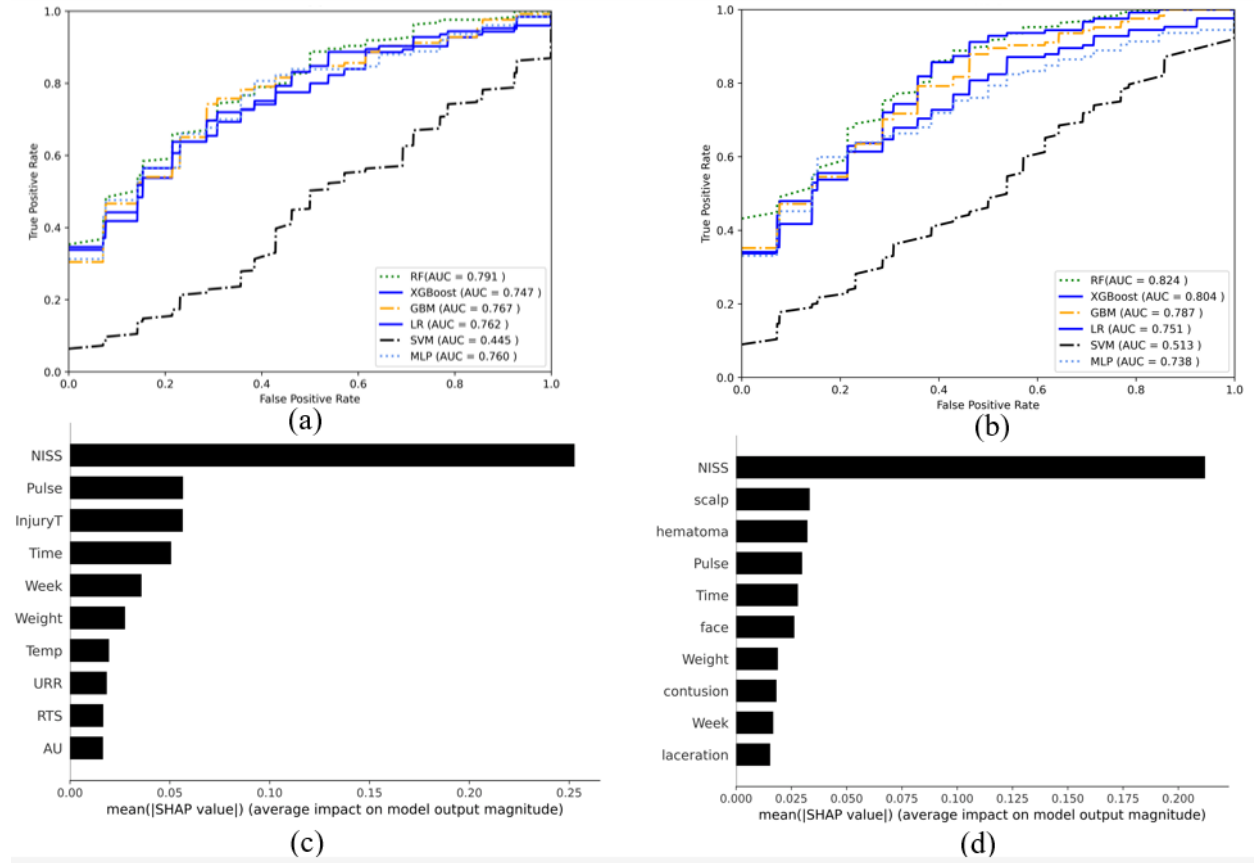 1.0
0.8
0.6
0.4
0.2
0.0
True Positive Rate
RF(AUC = 0.791 )
XGBoost (AUC = 0.747 )
GBM (AUC = 0.767 )
LR (AUC = 0.762 )
SVM (AUC = 0.445 )
MLP (AUC = 0.760 )
0.0 0.2 0.4 0.6 0.8 1.0
False Positive Rate
(a)
1.0
0.8
0.6
0.4
0.2
0.0
True Positive Rate
RF(AUC = 0.824 )
XGBoost (AUC = 0.804 )
GBM (AUC = 0.787 )
LR (AUC = 0.751 )
SVM (AUC = 0.513 )
MLP (AUC = 0.738 )
0.0 0.2 0.4 0.6 0.8 1.0
False Positive Rate
(b)
NISS
Pulse
InjuryT
Time
Week
Weight
Temp
URR
RTS
AU
0.00 0.05 0.10 0.15 0.20 0.25
mean(|SHAP value|) (average impact on model output magnitude)
(c)
NISS
scalp
hematoma
Pulse
Time
face
Weight
contusion
Week
laceration
0.000 0.025 0.050 0.075 0.100 0.125 0.150 0.175 0.200
mean(|SHAP value|) (average impact on model output magnitude)
(d)